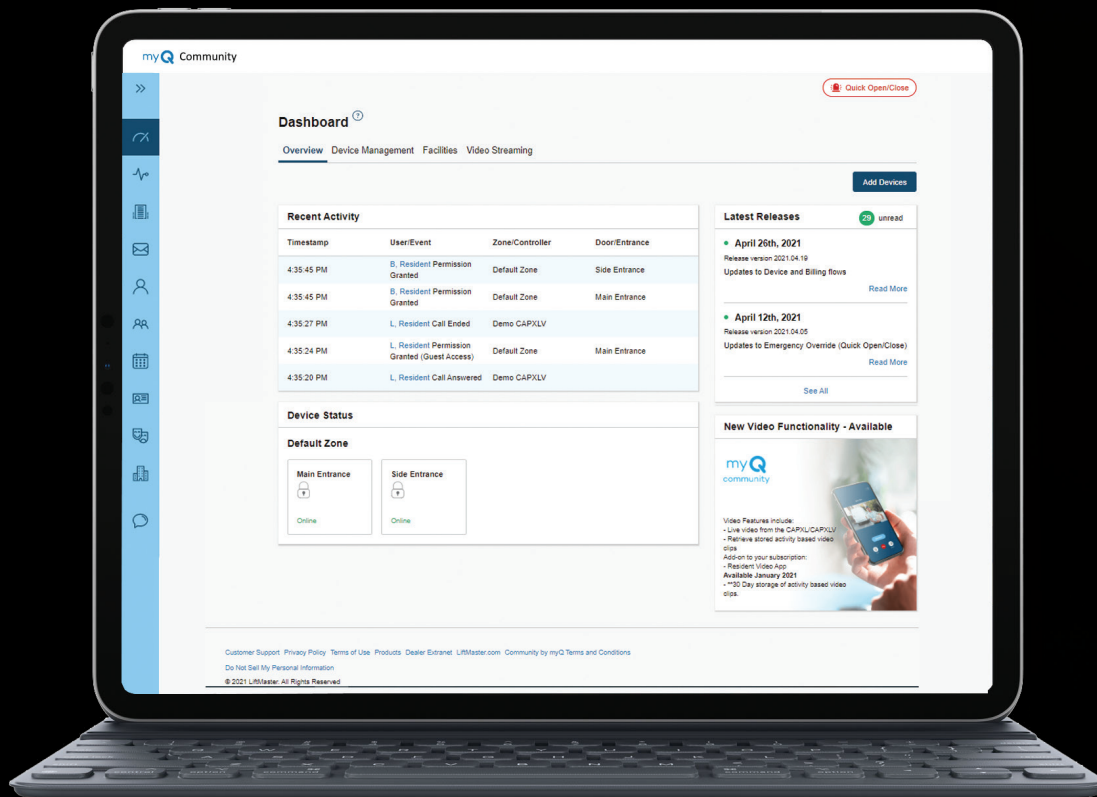 myQ Community
Quick Open/Close
Dashboard ?
Overview Device Management Facilities Video Streaming
Add Devices
Recent Activity
Timestamp User/Event Zone/Controller Door/Entrance
4:35:45 PM B, Resident Permission Granted Default Zone Side Entrance
4:35:45 PM B, Resident Permission Granted Default Zone Main Entrance
4:35:27 PM L, Resident Call Ended Demo CAPXLV
4:35:24 PM L, Resident Permission Granted (Guest Access) Default Zone Main Entrance
4:35:20 PM L, Resident Call Answered Demo CAPXLV
Device Status
Default Zone
Main Entrance
Online
Side Entrance
Online
Latest Releases 29 unread
April 26th, 2021
Release version 2021.04.19
Updates to Device and Billing flows
Read More
April 12th, 2021
Release version 2021.04.05
Updates to Emergency Override (Quick Open/Close)
Read More
See All
New Video Functionality - Available
myQ
community
Video Features include:
- Live video from the CAPXL/CAPXLV
- Retrieve stored activity based video
clips
Add-on to your subscription:
- Resident Video App
Available January 2021
- **30 Day storage of activity based video
clips.
Customer Support Privacy Policy Terms of Use Products Dealer Extranet LiftMaster.com Community by myQ Terms and Conditions
Do Not Sell My Personal Information
© 2021 LiftMaster. All Rights Reserved